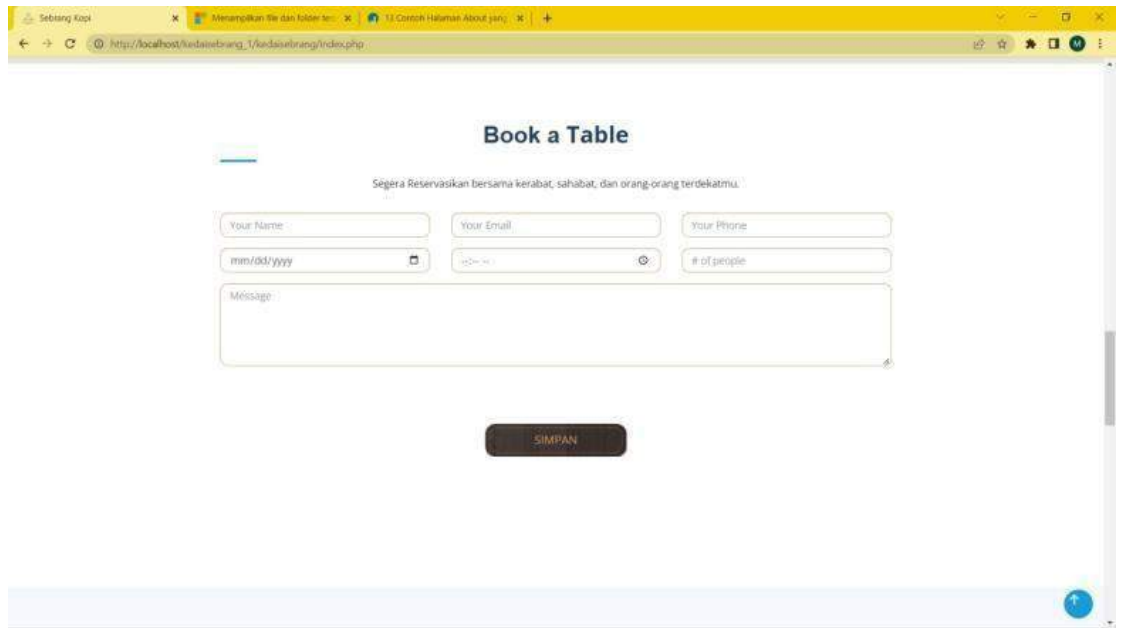 Sebrang Kopi
Menampilkan file dan folder ter
13 Contoh Halaman About yang
http://localhost/kedaisebrang_1/kedaisebrang/index.php
M
Book a Table
Segera Reservasikan bersama kerabat, sahabat, dan orang-orang terdekatmu.
Your Name Your Email Your Phone
mm/dd/yyyy --:-- -- # of people
Message
SIMPAN